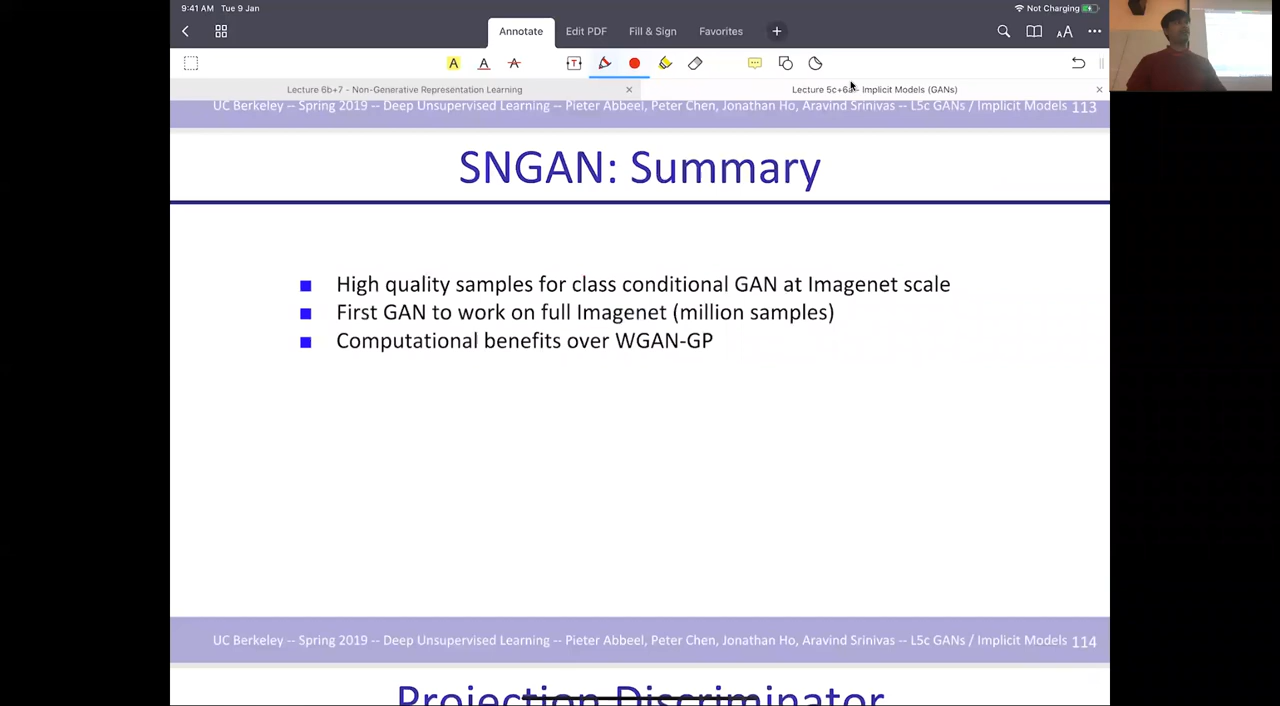 9:41 AM Tue 9 Jan
Not Charging
Annotate
Edit PDF
Fill & Sign
Favorites
Lecture 6b+7 - Non-Generative Representation Learning
Lecture 5c+6a - Implicit Models (GANs)
UC Berkeley -- Spring 2019 -- Deep Unsupervised Learning -- Pieter Abbeel, Peter Chen, Jonathan Ho, Aravind Srinivas -- L5c GANs / Implicit Models 113
SNGAN: Summary
High quality samples for class conditional GAN at Imagenet scale
First GAN to work on full Imagenet (million samples)
Computational benefits over WGAN-GP
UC Berkeley -- Spring 2019 -- Deep Unsupervised Learning -- Pieter Abbeel, Peter Chen, Jonathan Ho, Aravind Srinivas -- L5c GANs / Implicit Models 114
Projection Discriminator